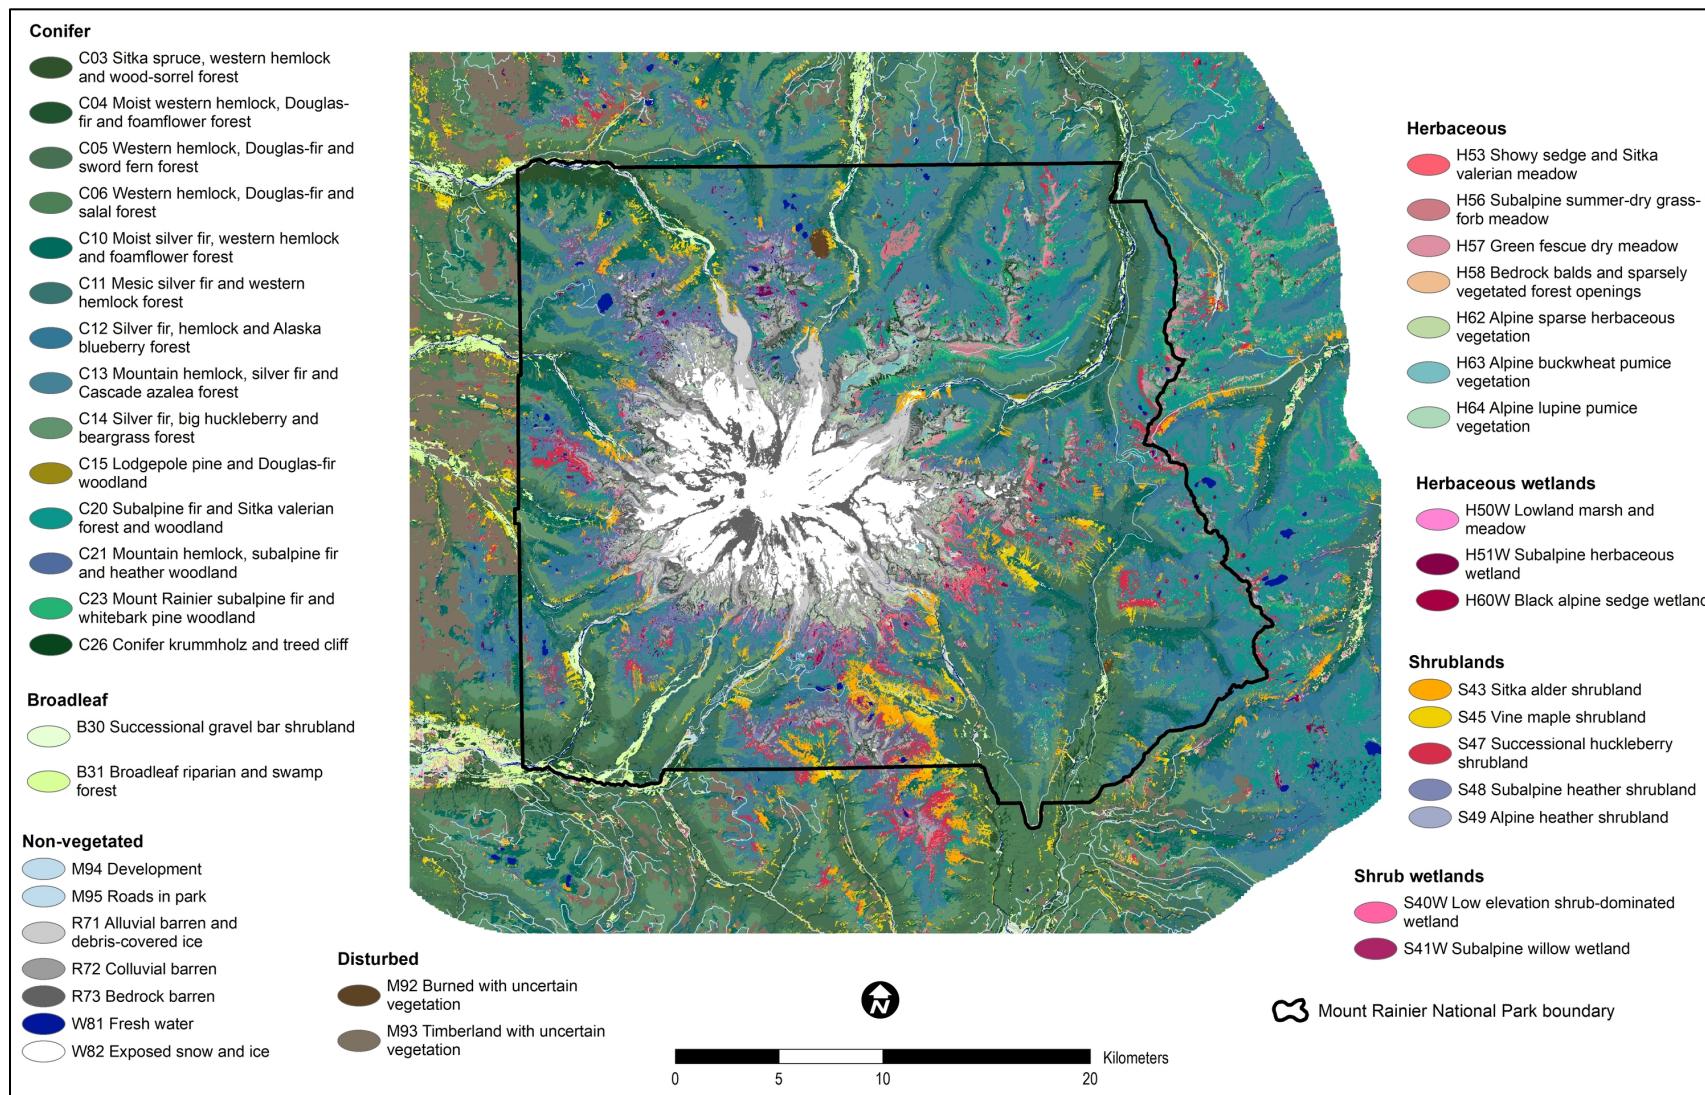 Conifer
C03 Sitka spruce, western hemlock
and wood-sorrel forest
C04 Moist western hemlock, Douglas-
fir and foamflower forest
C05 Western hemlock, Douglas-fir and
sword fern forest
C06 Western hemlock, Douglas-fir and
salal forest
C10 Moist silver fir, western hemlock
and foamflower forest
C11 Mesic silver fir and western
hemlock forest
C12 Silver fir, hemlock and Alaska
blueberry forest
C13 Mountain hemlock, silver fir and
Cascade azalea forest
C14 Silver fir, big huckleberry and
beargrass forest
C15 Lodgepole pine and Douglas-fir
woodland
C20 Subalpine fir and Sitka valerian
forest and woodland
C21 Mountain hemlock, subalpine fir
and heather woodland
C23 Mount Rainier subalpine fir and
whitebark pine woodland
C26 Conifer krummholz and treed cliff
Broadleaf
B30 Successional gravel bar shrubland
B31 Broadleaf riparian and swamp
forest
Non-vegetated
M94 Development
M95 Roads in park
R71 Alluvial barren and
debris-covered ice
R72 Colluvial barren
R73 Bedrock barren
W81 Fresh water
W82 Exposed snow and ice
Disturbed
M92 Burned with uncertain
vegetation
M93 Timberland with uncertain
vegetation
N
Kilometers
0 5 10 20
Herbaceous
H53 Showy sedge and Sitka
valerian meadow
H56 Subalpine summer-dry grass-
forb meadow
H57 Green fescue dry meadow
H58 Bedrock balds and sparsely
vegetated forest openings
H62 Alpine sparse herbaceous
vegetation
H63 Alpine buckwheat pumice
vegetation
H64 Alpine lupine pumice
vegetation
Herbaceous wetlands
H50W Lowland marsh and
meadow
H51W Subalpine herbaceous
wetland
H60W Black alpine sedge wetland
Shrublands
S43 Sitka alder shrubland
S45 Vine maple shrubland
S47 Successional huckleberry
shrubland
S48 Subalpine heather shrubland
S49 Alpine heather shrubland
Shrub wetlands
S40W Low elevation shrub-dominated
wetland
S41W Subalpine willow wetland
Mount Rainier National Park boundary